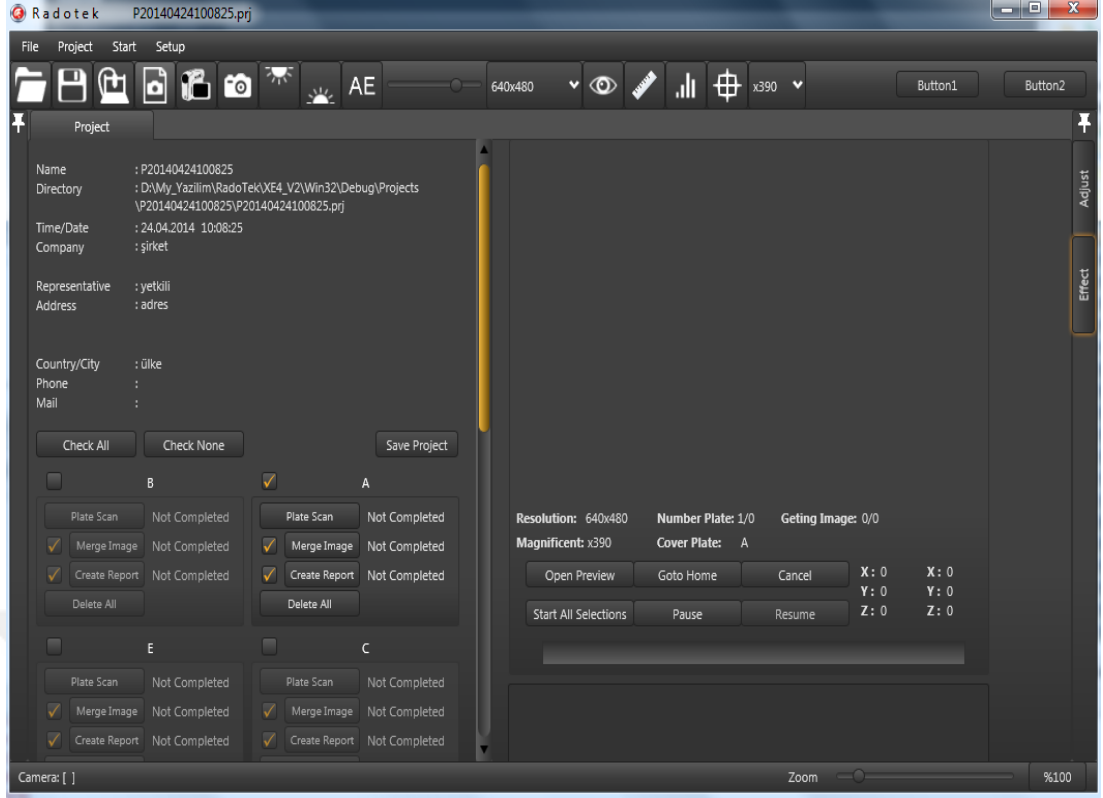 Radotek P20140424100825.prj
File Project Start Setup
AE 640x480 x390 Button1 Button2
Project
Name : P20140424100825
Directory : D:\My_Yazilim\RadoTek\XE4_V2\Win32\Debug\Projects
\P20140424100825\P20140424100825.prj
Time/Date : 24.04.2014 10:08:25
Company : şirket
Representative : yetkili
Address : adres
Country/City : ülke
Phone :
Mail :
Check All Check None Save Project
B A
Plate Scan Not Completed Plate Scan Not Completed
Merge Image Not Completed Merge Image Not Completed
Create Report Not Completed Create Report Not Completed
Delete All Delete All
E C
Plate Scan Not Completed Plate Scan Not Completed
Merge Image Not Completed Merge Image Not Completed
Create Report Not Completed Create Report Not Completed
Resolution: 640x480 Number Plate: 1/0 Geting Image: 0/0
Magnificent: x390 Cover Plate: A
Open Preview Goto Home Cancel X: 0 X: 0
Y: 0 Y: 0
Start All Selections Pause Resume Z: 0 Z: 0
Adjust
Effect
Camera: [ ] Zoom %100